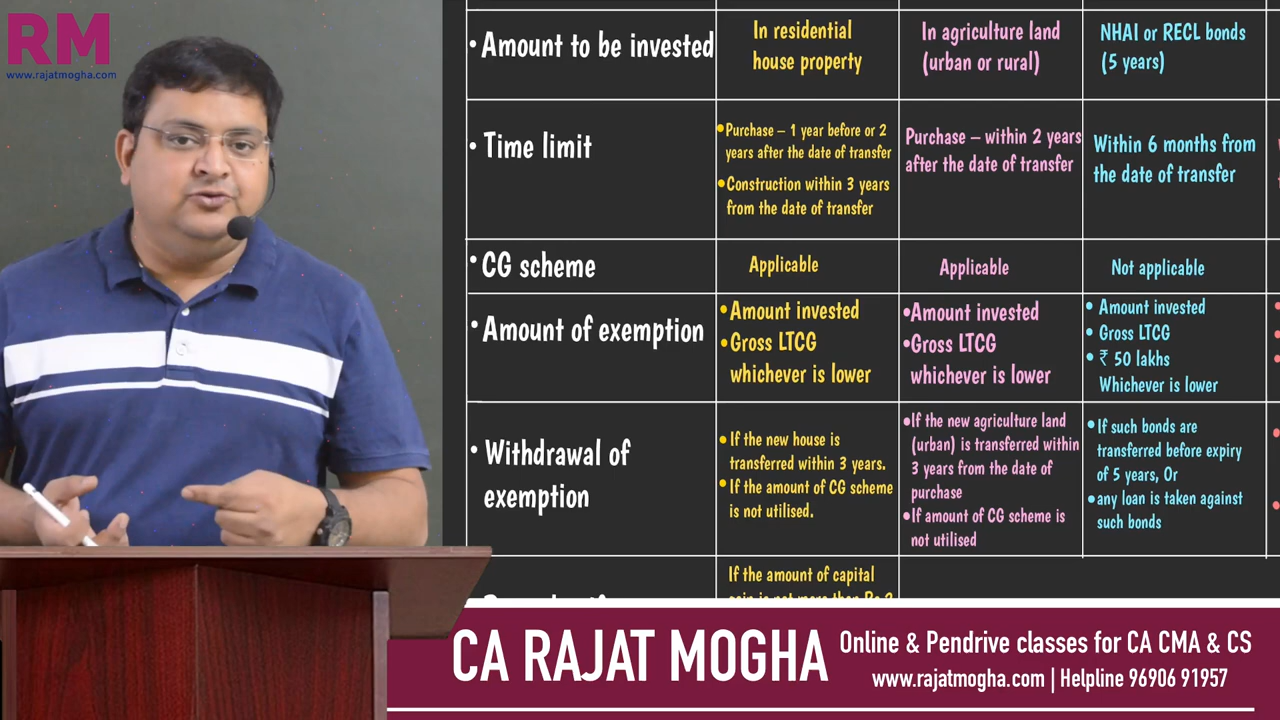 RM
www.rajatmogha.com
• Amount to be invested
In residential
house property
In agriculture land
(urban or rural)
NHAI or RECL bonds
(5 years)
• Time limit
• Purchase – 1 year before or 2
years after the date of transfer
• Construction within 3 years
from the date of transfer
Purchase – within 2 years
after the date of transfer
Within 6 months from
the date of transfer
• CG scheme
Applicable
Applicable
Not applicable
• Amount of exemption
• Amount invested
• Gross LTCG
whichever is lower
• Amount invested
• Gross LTCG
whichever is lower
• Amount invested
• Gross LTCG
• ₹ 50 lakhs
Whichever is lower
• Withdrawal of
exemption
• If the new house is
transferred within 3 years.
• If the amount of CG scheme
is not utilised.
• If the new agriculture land
(urban) is transferred within
3 years from the date of
purchase
• If amount of CG scheme is
not utilised
• If such bonds are
transferred before expiry
of 5 years, Or
• any loan is taken against
such bonds
If the amount of capital
CA RAJAT MOGHA
Online & Pendrive classes for CA CMA & CS
www.rajatmogha.com | Helpline 96906 91957